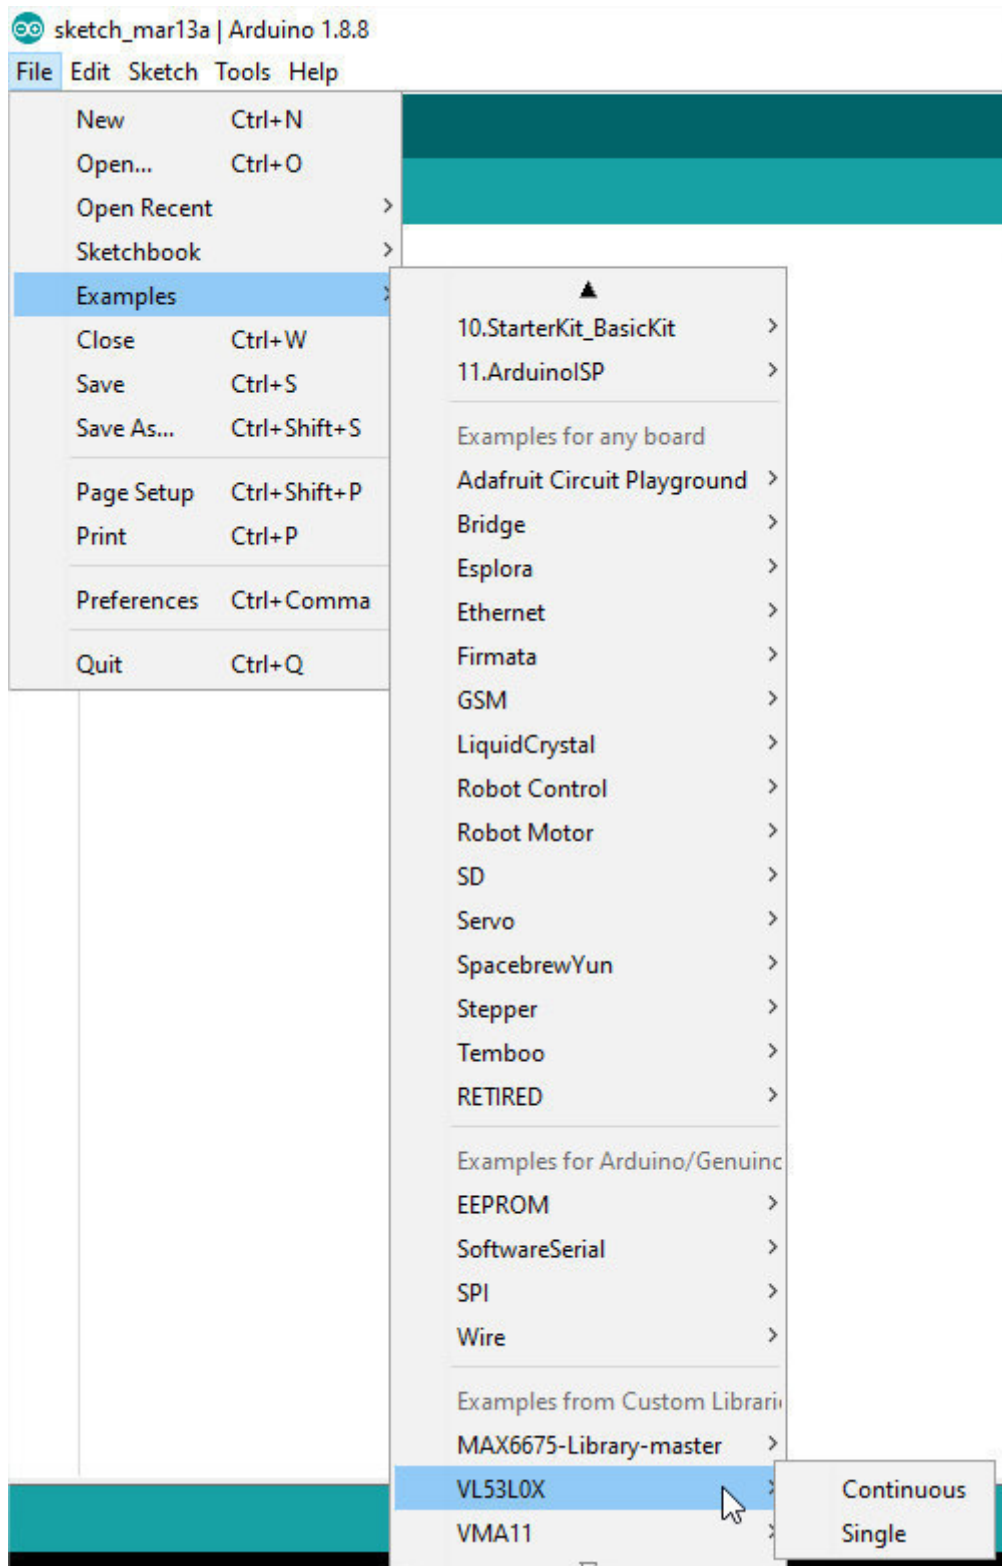 sketch_mar13a | Arduino 1.8.8
File Edit Sketch Tools Help
New Ctrl+N
Open... Ctrl+O
Open Recent
Sketchbook
Examples
Close Ctrl+W
Save Ctrl+S
Save As... Ctrl+Shift+S
Page Setup Ctrl+Shift+P
Print Ctrl+P
Preferences Ctrl+Comma
Quit Ctrl+Q
10.StarterKit_BasicKit
11.ArduinoISP
Examples for any board
Adafruit Circuit Playground
Bridge
Esplora
Ethernet
Firmata
GSM
LiquidCrystal
Robot Control
Robot Motor
SD
Servo
SpacebrewYun
Stepper
Temboo
RETIRED
Examples for Arduino/Genuino
EEPROM
SoftwareSerial
SPI
Wire
Examples from Custom Librari
MAX6675-Library-master
VL53L0X
VMA11
Continuous
Single